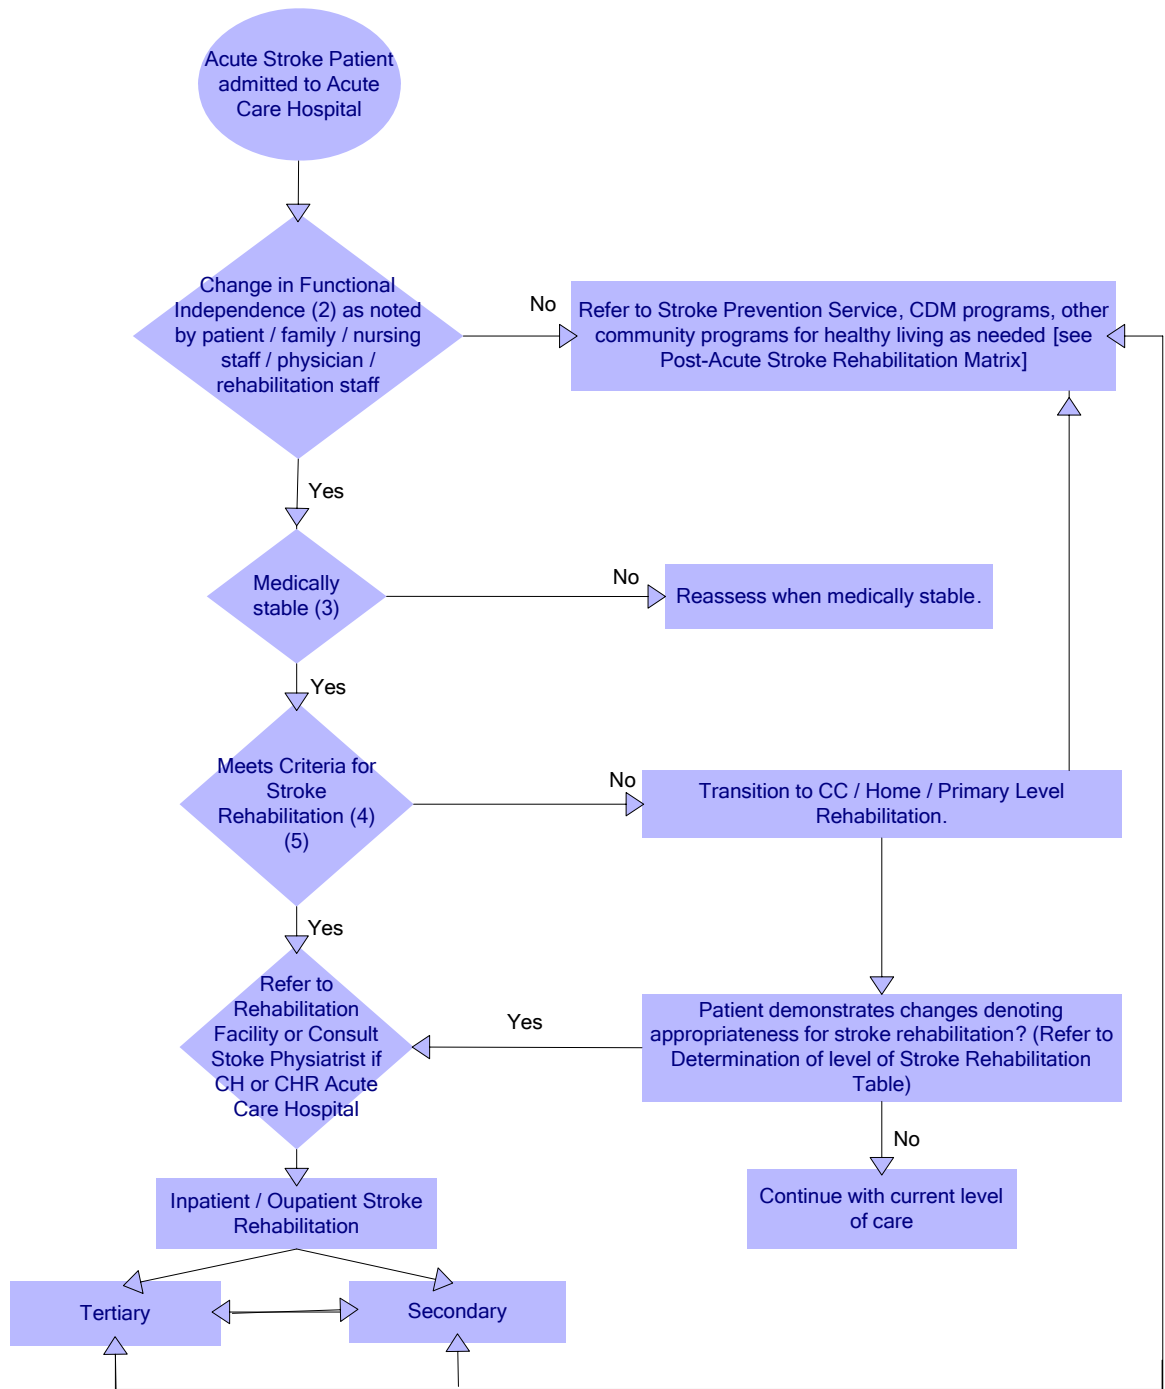 Acute Stroke Patient
admitted to Acute
Care Hospital
Change in Functional
Independence (2) as noted
by patient / family / nursing
staff / physician /
rehabilitation staff
No
Refer to Stroke Prevention Service, CDM programs, other
community programs for healthy living as needed [see
Post-Acute Stroke Rehabilitation Matrix]
Yes
Medically
stable (3)
No
Reassess when medically stable.
Yes
Meets Criteria for
Stroke
Rehabilitation (4)
(5)
No
Transition to CC / Home / Primary Level
Rehabilitation.
Yes
Refer to
Rehabilitation
Facility or Consult
Stoke Physiatrist if
CH or CHR Acute
Care Hospital
Yes
Patient demonstrates changes denoting
appropriateness for stroke rehabilitation? (Refer to
Determination of level of Stroke Rehabilitation
Table)
No
Inpatient / Oupatient Stroke
Rehabilitation
Continue with current level
of care
Tertiary
Secondary